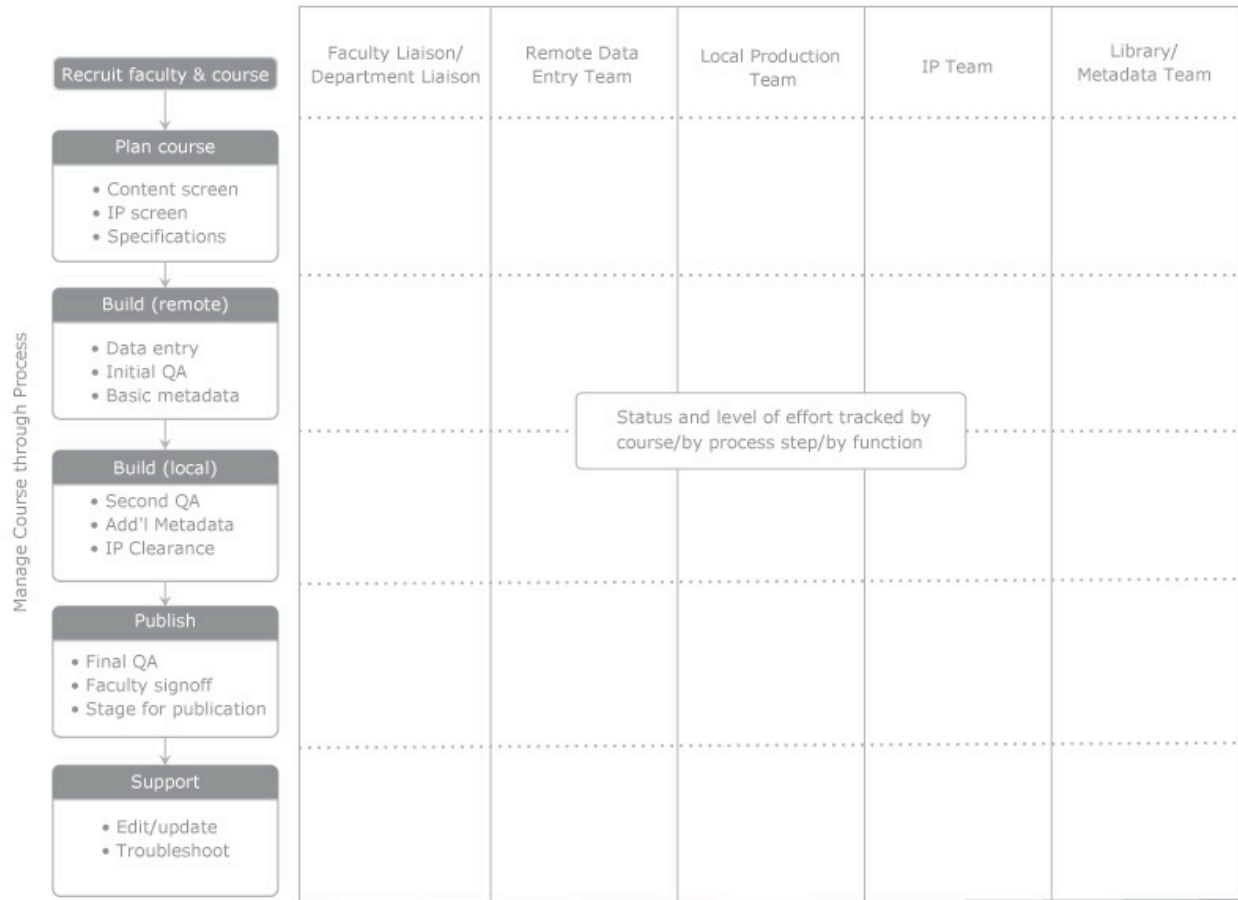 Recruit faculty & course
Faculty Liaison/
Department Liaison
Remote Data
Entry Team
Local Production
Team
IP Team
Library/
Metadata Team
Manage Course through Process
Plan course
• Content screen
• IP screen
• Specifications
Build (remote)
• Data entry
• Initial QA
• Basic metadata
Status and level of effort tracked by
course/by process step/by function
Build (local)
• Second QA
• Add'l Metadata
• IP Clearance
Publish
• Final QA
• Faculty signoff
• Stage for publication
Support
• Edit/update
• Troubleshoot